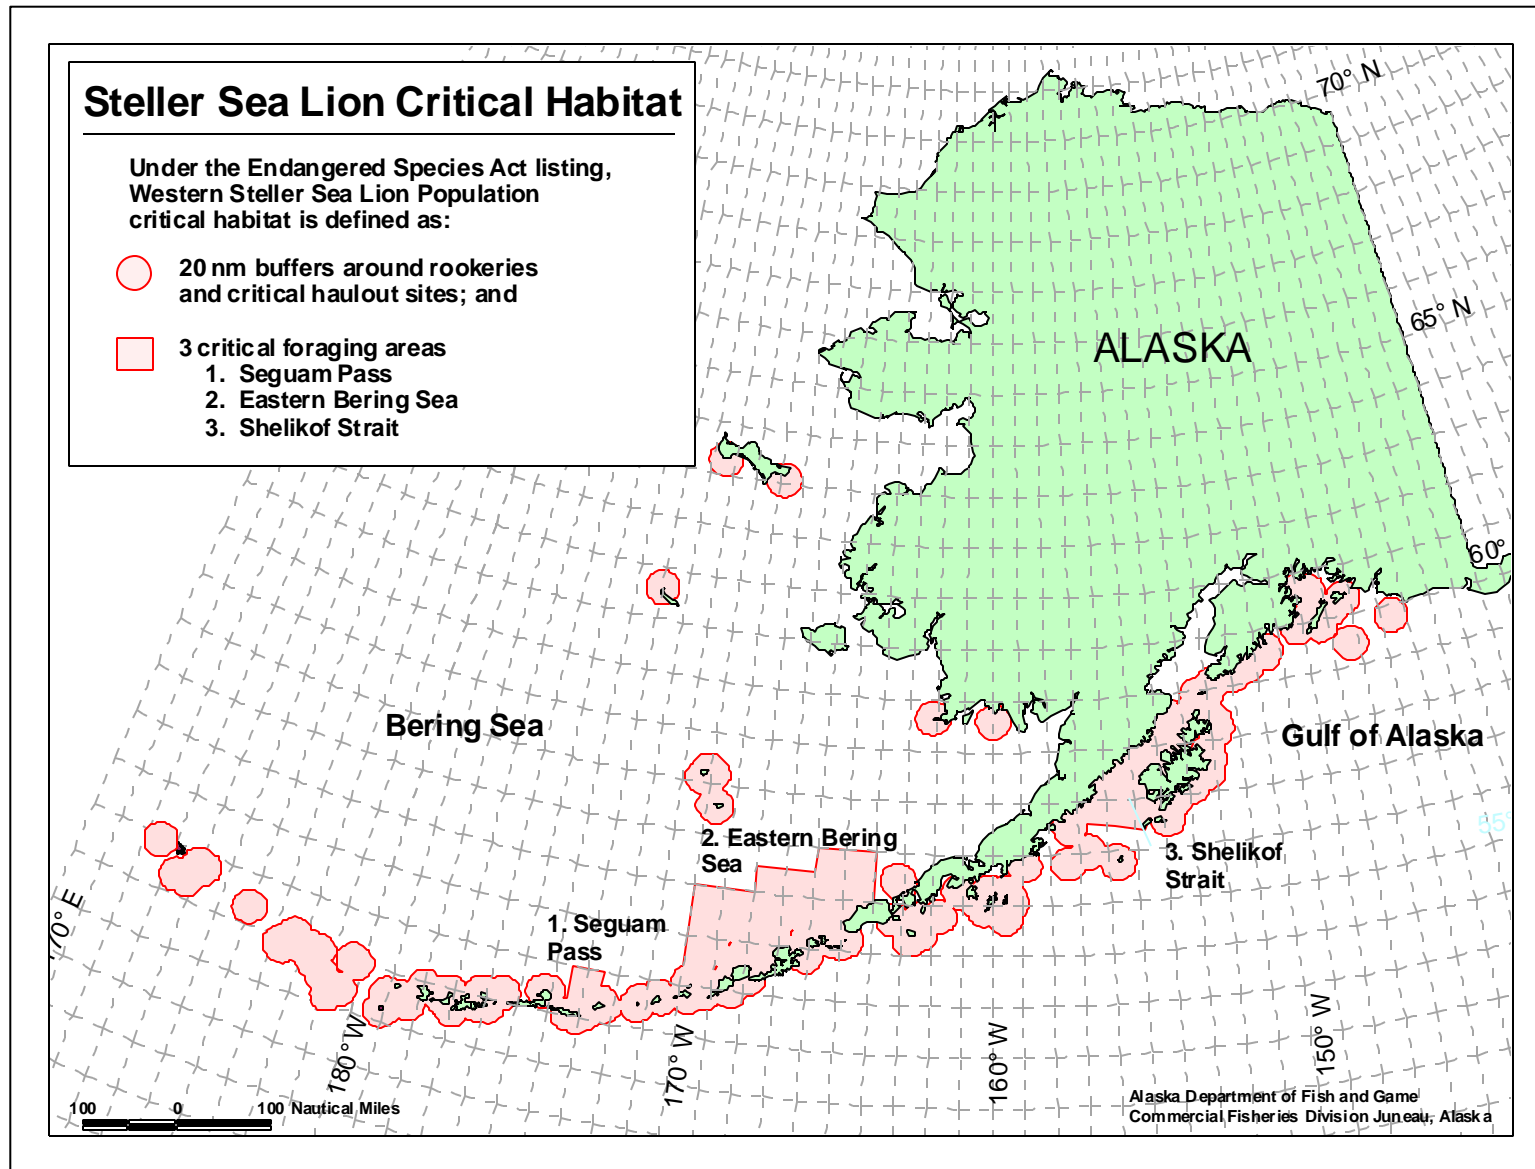 Steller Sea Lion Critical Habitat
Under the Endangered Species Act listing,
Western Steller Sea Lion Population
critical habitat is defined as:
20 nm buffers around rookeries
and critical haulout sites; and
3 critical foraging areas
1. Seguam Pass
2. Eastern Bering Sea
3. Shelikof Strait
70° N
65° N
ALASKA
60°
Bering Sea
Gulf of Alaska
55°
2. Eastern Bering
Sea
3. Shelikof
Strait
1. Seguam
Pass
70° E
180° W
170° W
160° W
150° W
100 0 100 Nautical Miles
Alaska Department of Fish and Game
Commercial Fisheries Division Juneau, Alaska